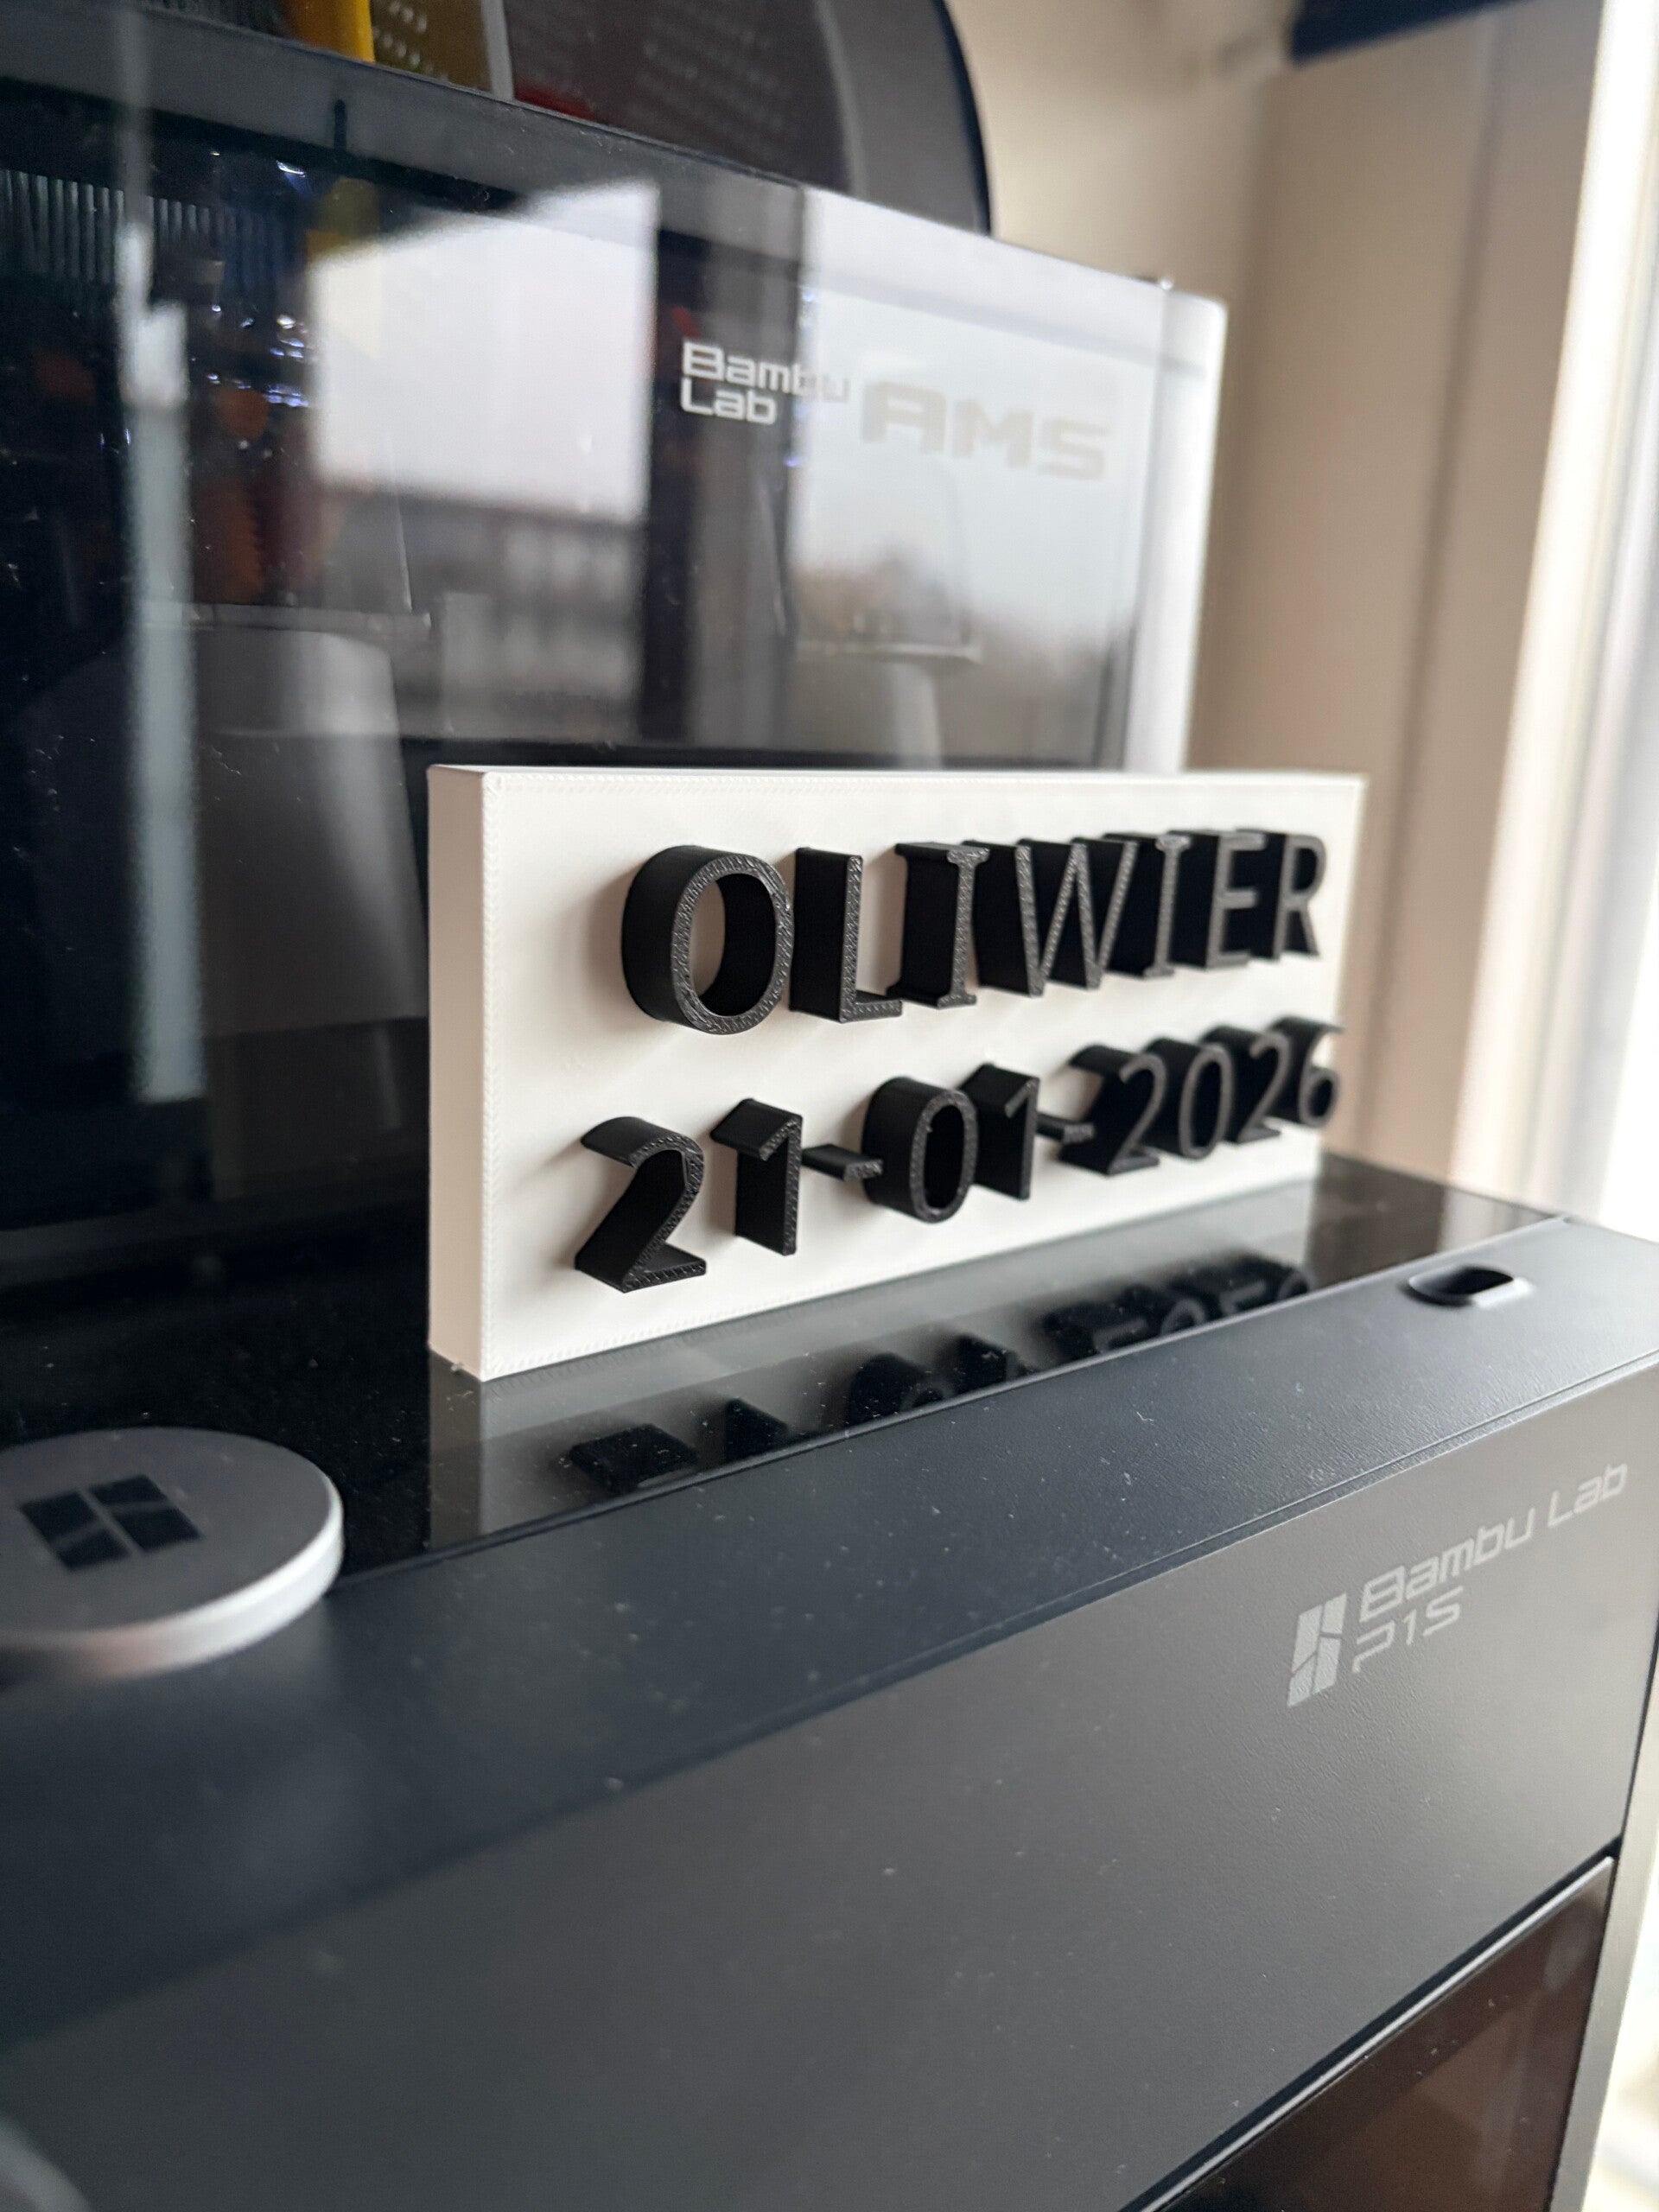 Bambu
Lab AMS
OLIWIER
21-01-2026
Bambu Lab
P1S